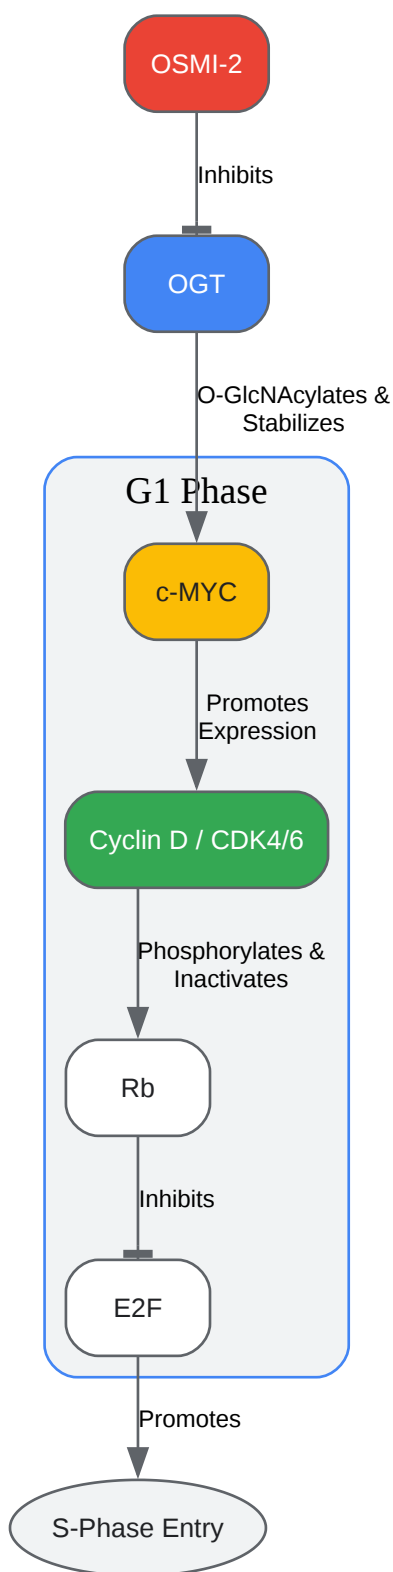 OSMI-2
Inhibits
OGT
O-GlcNAcylates &
Stabilizes
G1 Phase
c-MYC
Promotes
Expression
Cyclin D / CDK4/6
Phosphorylates &
Inactivates
Rb
Inhibits
E2F
Promotes
S-Phase Entry